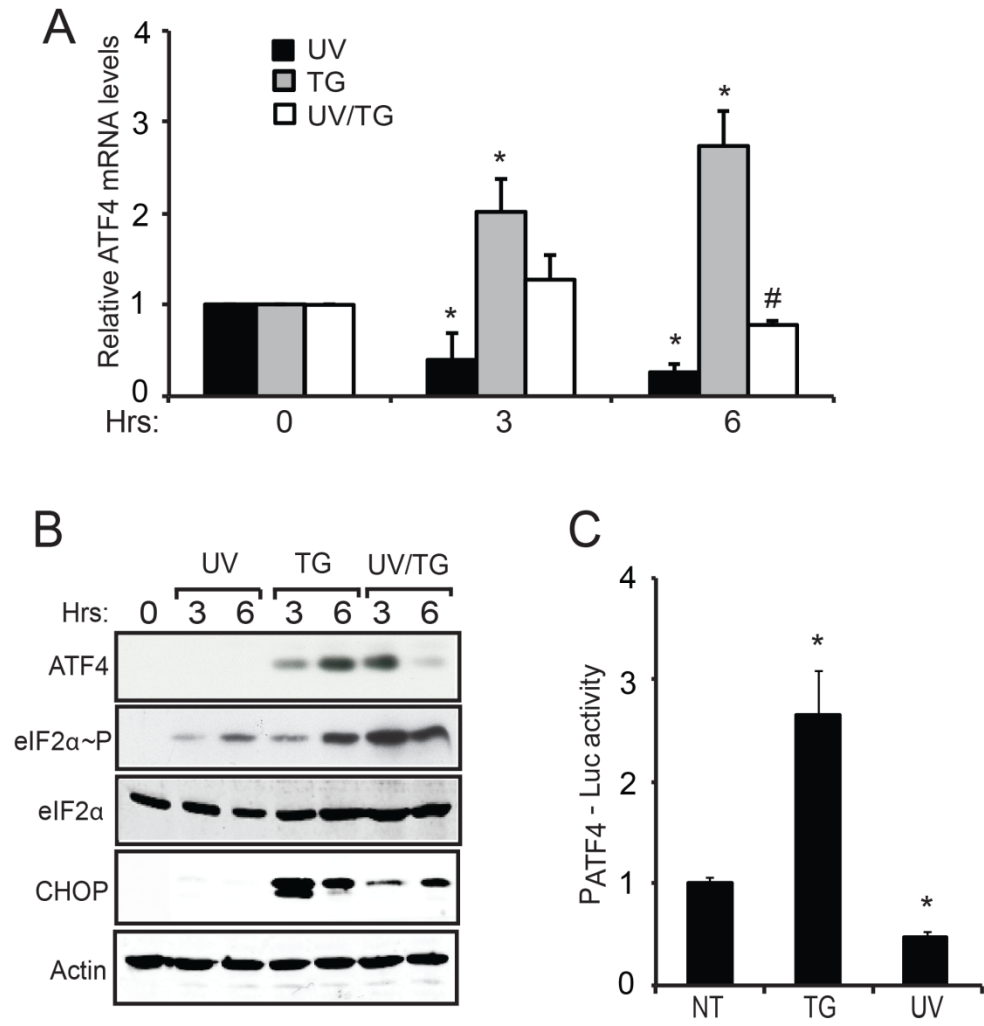 A
Relative ATF4 mRNA levels
4
3
2
1
0
UV
TG
UV/TG
*
*
*
*
#
Hrs: 0 3 6
B
UV TG UV/TG
Hrs: 0 3 6 3 6 3 6
ATF4
eIF2α~P
eIF2α
CHOP
Actin
C
PATF4 - Luc activity
4
3
2
1
0
*
*
NT TG UV